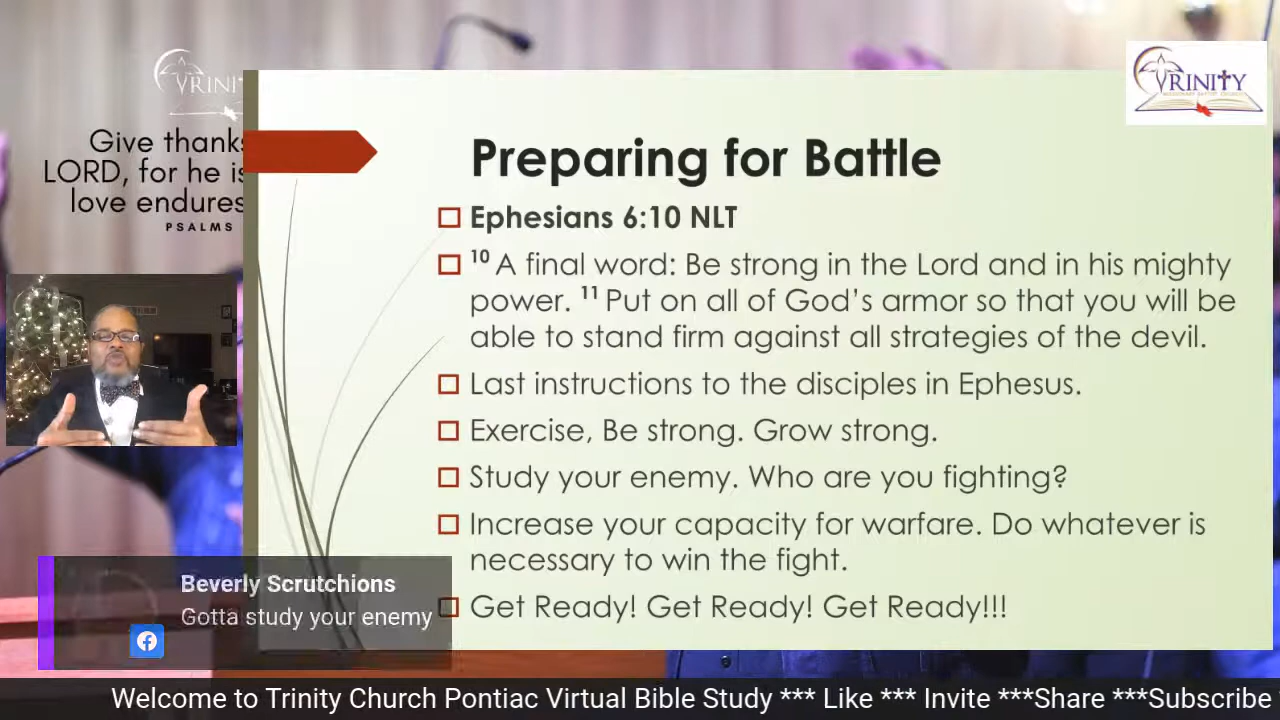 TRINI
Give thanks
LORD, for he is
love endures
PSALMS
TRINITY
Preparing for Battle
Ephesians 6:10 NLT
10 A final word: Be strong in the Lord and in his mighty
power. 11 Put on all of God’s armor so that you will be
able to stand firm against all strategies of the devil.
Last instructions to the disciples in Ephesus.
Exercise, Be strong. Grow strong.
Study your enemy. Who are you fighting?
Increase your capacity for warfare. Do whatever is
necessary to win the fight.
Get Ready! Get Ready! Get Ready!!!
Beverly Scrutchions
Gotta study your enemy
Welcome to Trinity Church Pontiac Virtual Bible Study *** Like *** Invite ***Share ***Subscribe